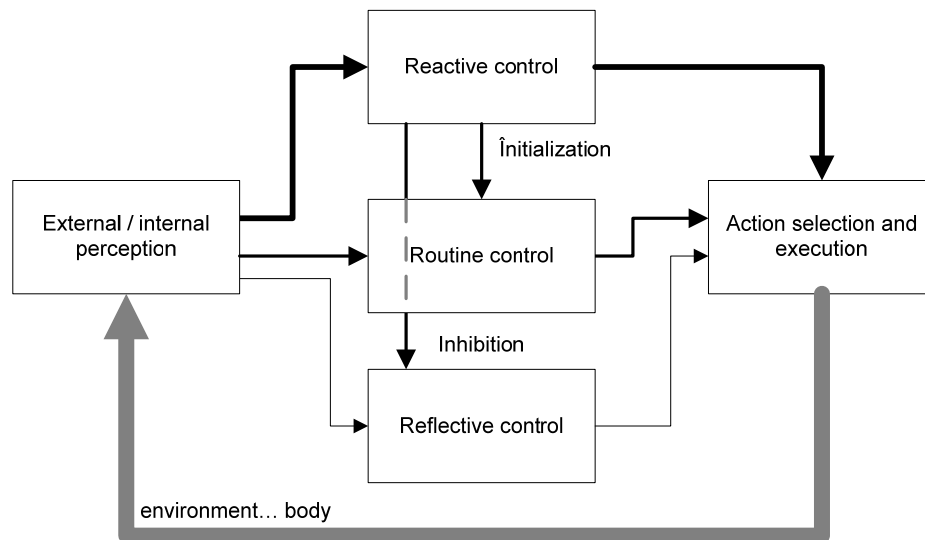 Reactive control
Înitialization
External / internal
perception
Routine control
Action selection and
execution
Inhibition
Reflective control
environment... body